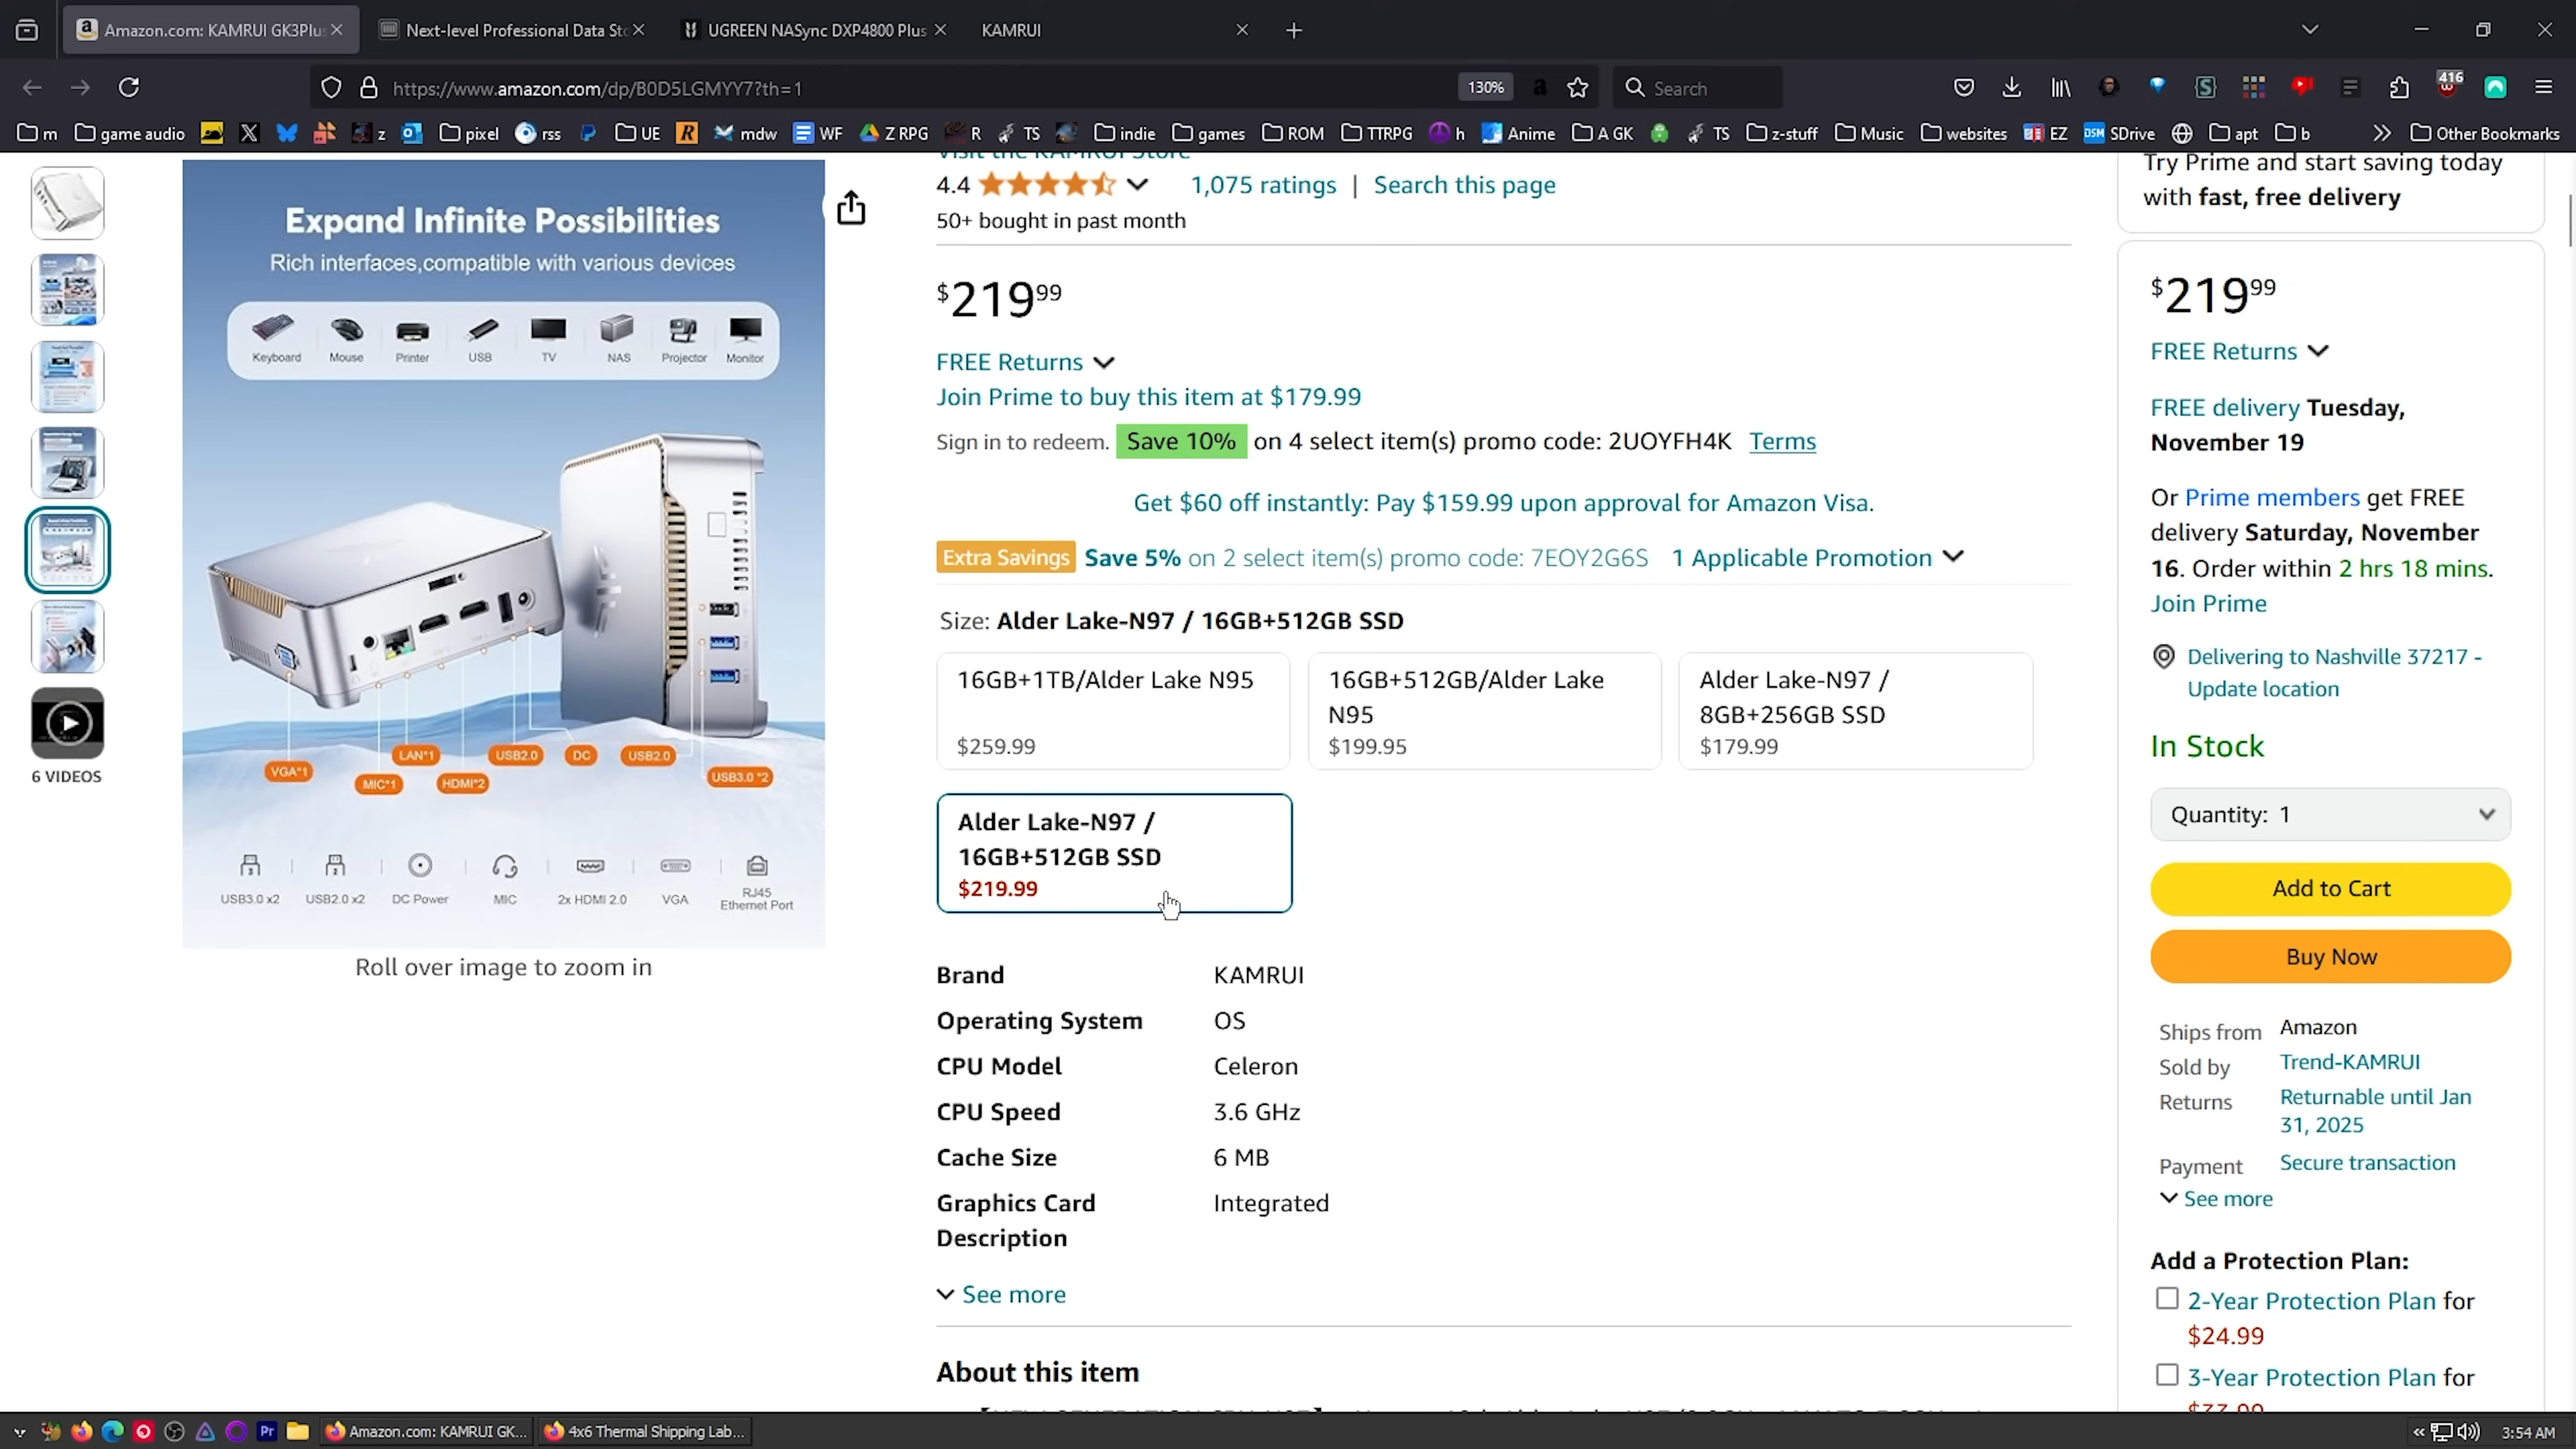 Amazon.com: KAMRUI GK3Plus
Next-level Professional Data Sto
UGREEN NASync DXP4800 Plus
KAMRUI
https://www.amazon.com/dp/B0D5LGMYY7?th=1
130%
Search
416
m
game audio
z
pixel
rss
UE
mdw
WF
Z RPG
R
TS
indie
games
ROM
TTRPG
h
Anime
A GK
TS
z-stuff
Music
websites
EZ
DSM SDrive
apt
b
Other Bookmarks
Expand Infinite Possibilities
Rich interfaces,compatible with various devices
Keyboard Mouse Printer USB TV NAS Projector Monitor
VGA*1
MIC*1
LAN*1
HDMI*2
USB2.0
DC
USB2.0
USB3.0 *2
USB3.0 x2 USB2.0 x2 DC Power MIC 2x HDMI 2.0 VGA RJ45
Ethernet Port
Roll over image to zoom in
6 VIDEOS
Visit the KAMRUI Store
4.4 1,075 ratings | Search this page
50+ bought in past month
$219 99
FREE Returns
Join Prime to buy this item at $179.99
Sign in to redeem. Save 10% on 4 select item(s) promo code: 2UOYFH4K Terms
Get $60 off instantly: Pay $159.99 upon approval for Amazon Visa.
Extra Savings Save 5% on 2 select item(s) promo code: 7EOY2G6S 1 Applicable Promotion
Size: Alder Lake-N97 / 16GB+512GB SSD
16GB+1TB/Alder Lake N95
$259.99
16GB+512GB/Alder Lake
N95
$199.95
Alder Lake-N97 /
8GB+256GB SSD
$179.99
Alder Lake-N97 /
16GB+512GB SSD
$219.99
Brand KAMRUI
Operating System OS
CPU Model Celeron
CPU Speed 3.6 GHz
Cache Size 6 MB
Graphics Card Integrated
Description
See more
About this item
Try Prime and start saving today
with fast, free delivery
$219 99
FREE Returns
FREE delivery Tuesday,
November 19
Or Prime members get FREE
delivery Saturday, November
16. Order within 2 hrs 18 mins.
Join Prime
Delivering to Nashville 37217 -
Update location
In Stock
Quantity: 1
Add to Cart
Buy Now
Ships from Amazon
Sold by Trend-KAMRUI
Returns Returnable until Jan
31, 2025
Payment Secure transaction
See more
Add a Protection Plan:
2-Year Protection Plan for
$24.99
3-Year Protection Plan for
Amazon.com: KAMRUI GK...
4x6 Thermal Shipping Lab...
3:54 AM